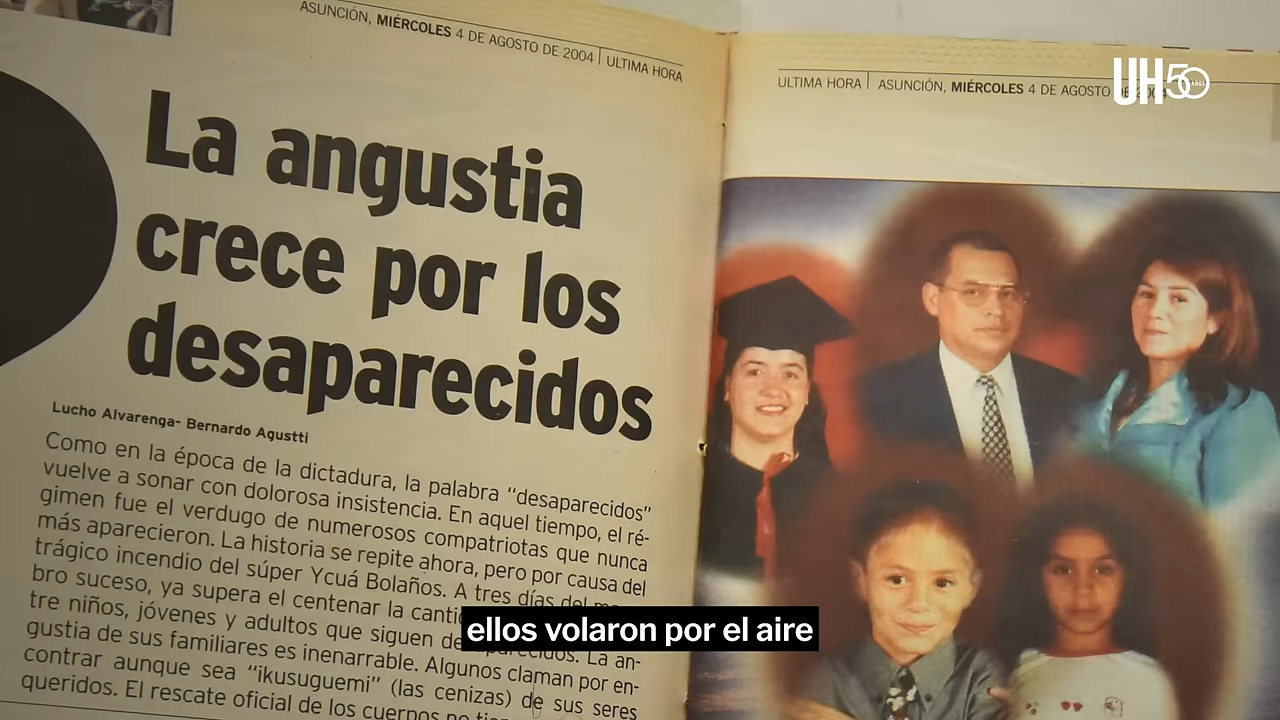 ASUNCIÓN, MIÉRCOLES 4 DE AGOSTO DE 2004 | ULTIMA HORA
La angustia
crece por los
desaparecidos
Lucho Alvarenga- Bernardo Agustti
Como en la época de la dictadura, la palabra "desaparecidos"
vuelve a sonar con dolorosa insistencia. En aquel tiempo, el ré-
gimen fue el verdugo de numerosos compatriotas que nunca
más aparecieron. La historia se repite ahora, pero por causa del
trágico incendio del súper Ycuá Bolaños. A tres días del
bro suceso, ya supera el centenar la
tre niños, jóvenes y adultos que siguen
gustia de sus familiares es inenarrable. Algunos claman por en-
contrar aunque sea "ikusuguemi" (las cenizas) de sus seres
queridos. El rescate oficial de los cuerpos no
ULTIMA HORA | ASUNCIÓN, MIÉRCOLES 4 DE AGOSTO
UH50
ellos volaron por el aire